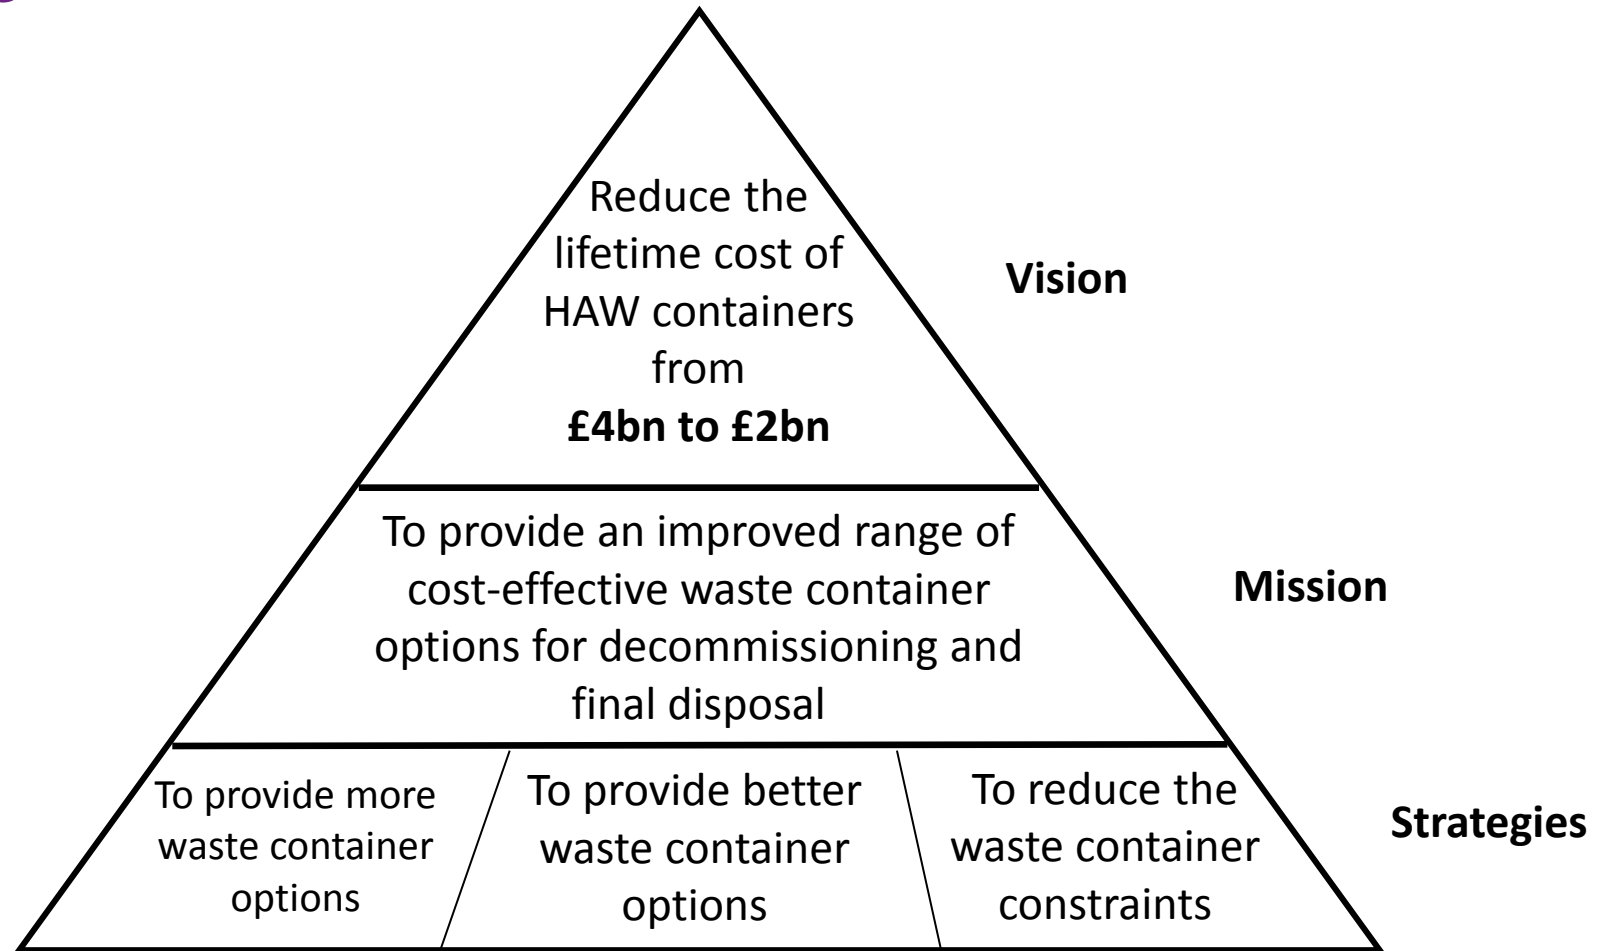 Reduce the
lifetime cost of
HAW containers
from
£4bn to £2bn
Vision
To provide an improved range of
cost-effective waste container
options for decommissioning and
final disposal
Mission
To provide more
waste container
options
To provide better
waste container
options
To reduce the
waste container
constraints
Strategies